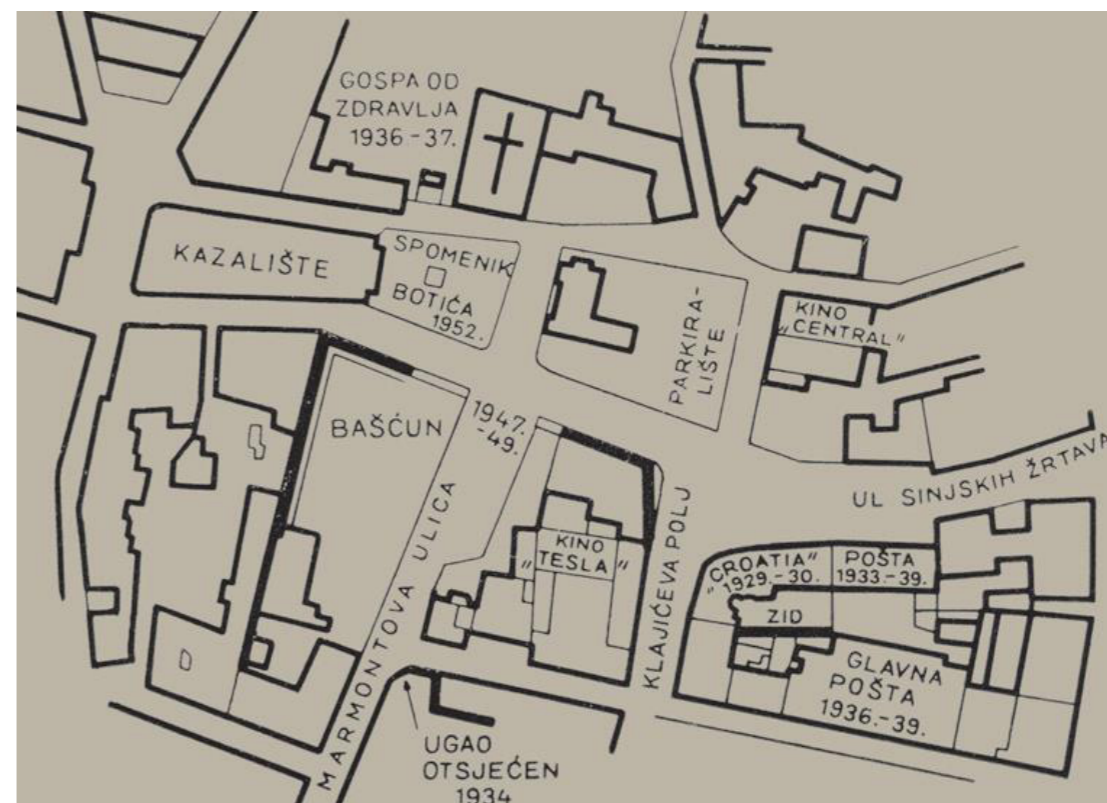 GOSPA OD
ZDRAVLJA
1936.-37.
KAZALIŠTE
SPOMENIK
BOTIĆA
1952.
PARKIRA-
LIŠTE
KINO
„CENTRAL"
BAŠĆUN
1947.
-49.
MARMONTOVA ULICA
KINO
„TESLA"
KLAJIĆEVA POLJ
UL SINJSKIH ŽRTAVA
„CROATIA"
1929.-30.
POŠTA
1933-39.
ZID
GLAVNA
POŠTA
1936.-39.
UGAO
OTSJEĆEN
1934